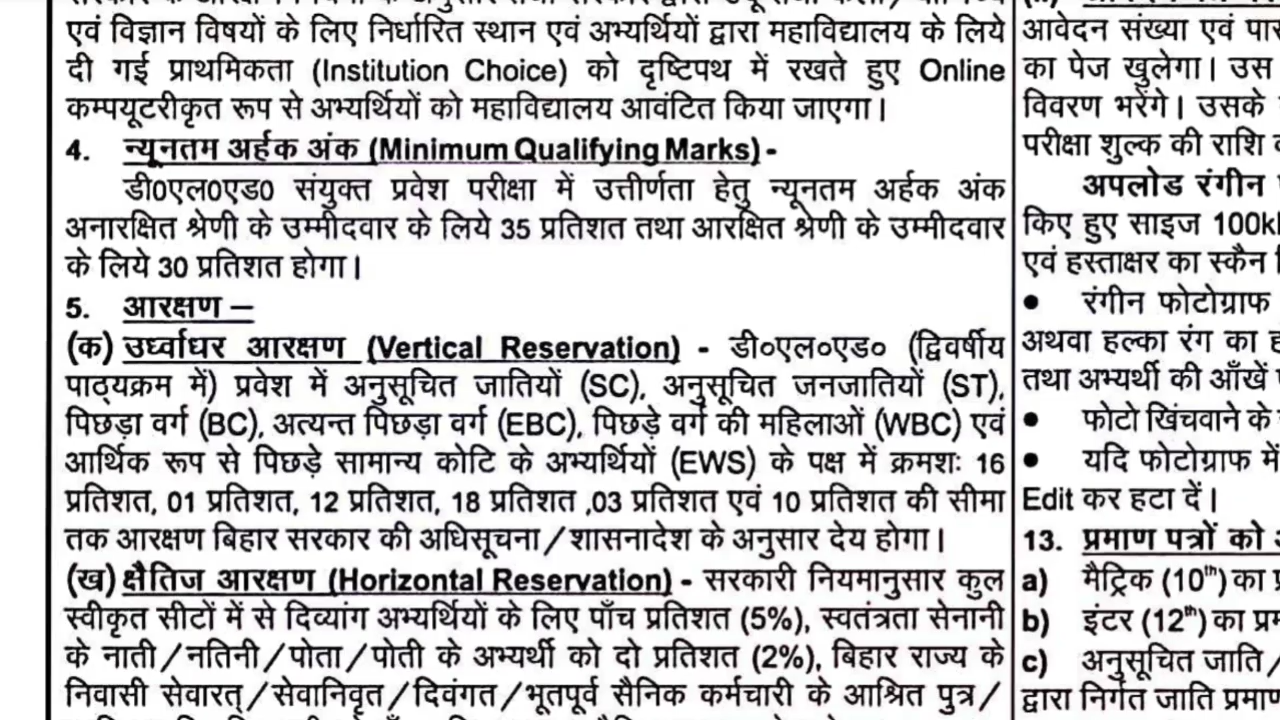 एवं विज्ञान विषयों के लिए निर्धारित स्थान एवं अभ्यर्थियों द्वारा महाविद्यालय के लिये
दी गई प्राथमिकता (Institution Choice) को दृष्टिपथ में रखते हुए Online
कम्पयूटरीकृत रूप से अभ्यर्थियों को महाविद्यालय आवंटित किया जाएगा।
4. न्यूनतम अर्हक अंक (Minimum Qualifying Marks) -
डी0एल0एड0 संयुक्त प्रवेश परीक्षा में उत्तीर्णता हेतु न्यूनतम अर्हक अंक
अनारक्षित श्रेणी के उम्मीदवार के लिये 35 प्रतिशत तथा आरक्षित श्रेणी के उम्मीदवार
के लिये 30 प्रतिशत होगा।
5. आरक्षण –
(क) उर्ध्वाधर आरक्षण (Vertical Reservation) - डी०एल०एड० (द्विवर्षीय
पाठ्यक्रम में) प्रवेश में अनुसूचित जातियों (SC), अनुसूचित जनजातियों (ST),
पिछड़ा वर्ग (BC), अत्यन्त पिछड़ा वर्ग (EBC), पिछड़े वर्ग की महिलाओं (WBC) एवं
आर्थिक रूप से पिछड़े सामान्य कोटि के अभ्यर्थियों (EWS) के पक्ष में क्रमशः 16
प्रतिशत, 01 प्रतिशत, 12 प्रतिशत, 18 प्रतिशत ,03 प्रतिशत एवं 10 प्रतिशत की सीमा
तक आरक्षण बिहार सरकार की अधिसूचना/शासनादेश के अनुसार देय होगा।
(ख) क्षैतिज आरक्षण (Horizontal Reservation) - सरकारी नियमानुसार कुल
स्वीकृत सीटों में से दिव्यांग अभ्यर्थियों के लिए पाँच प्रतिशत (5%), स्वतंत्रता सेनानी
के नाती/नतिनी/पोता/पोती के अभ्यर्थी को दो प्रतिशत (2%), बिहार राज्य के
निवासी सेवारत्/सेवानिवृत/दिवंगत/भूतपूर्व सैनिक कर्मचारी के आश्रित पुत्र/
आवेदन संख्या एवं
का पेज खुलेगा। उस
विवरण भरेंगे। उसके
परीक्षा शुल्क की राशि
अपलोड रंगीन
किए हुए साइज 100k
एवं हस्ताक्षर का स्कैन
• रंगीन फोटोग्राफ
अथवा हल्का रंग का
तथा अभ्यर्थी की आँखें
• फोटो खिंचवाने के
• यदि फोटोग्राफ में
Edit कर हटा दें।
13. प्रमाण पत्रों को
a) मैट्रिक (10th) का
b) इंटर (12th) का
c) अनुसूचित जाति/
द्वारा निर्गत जाति